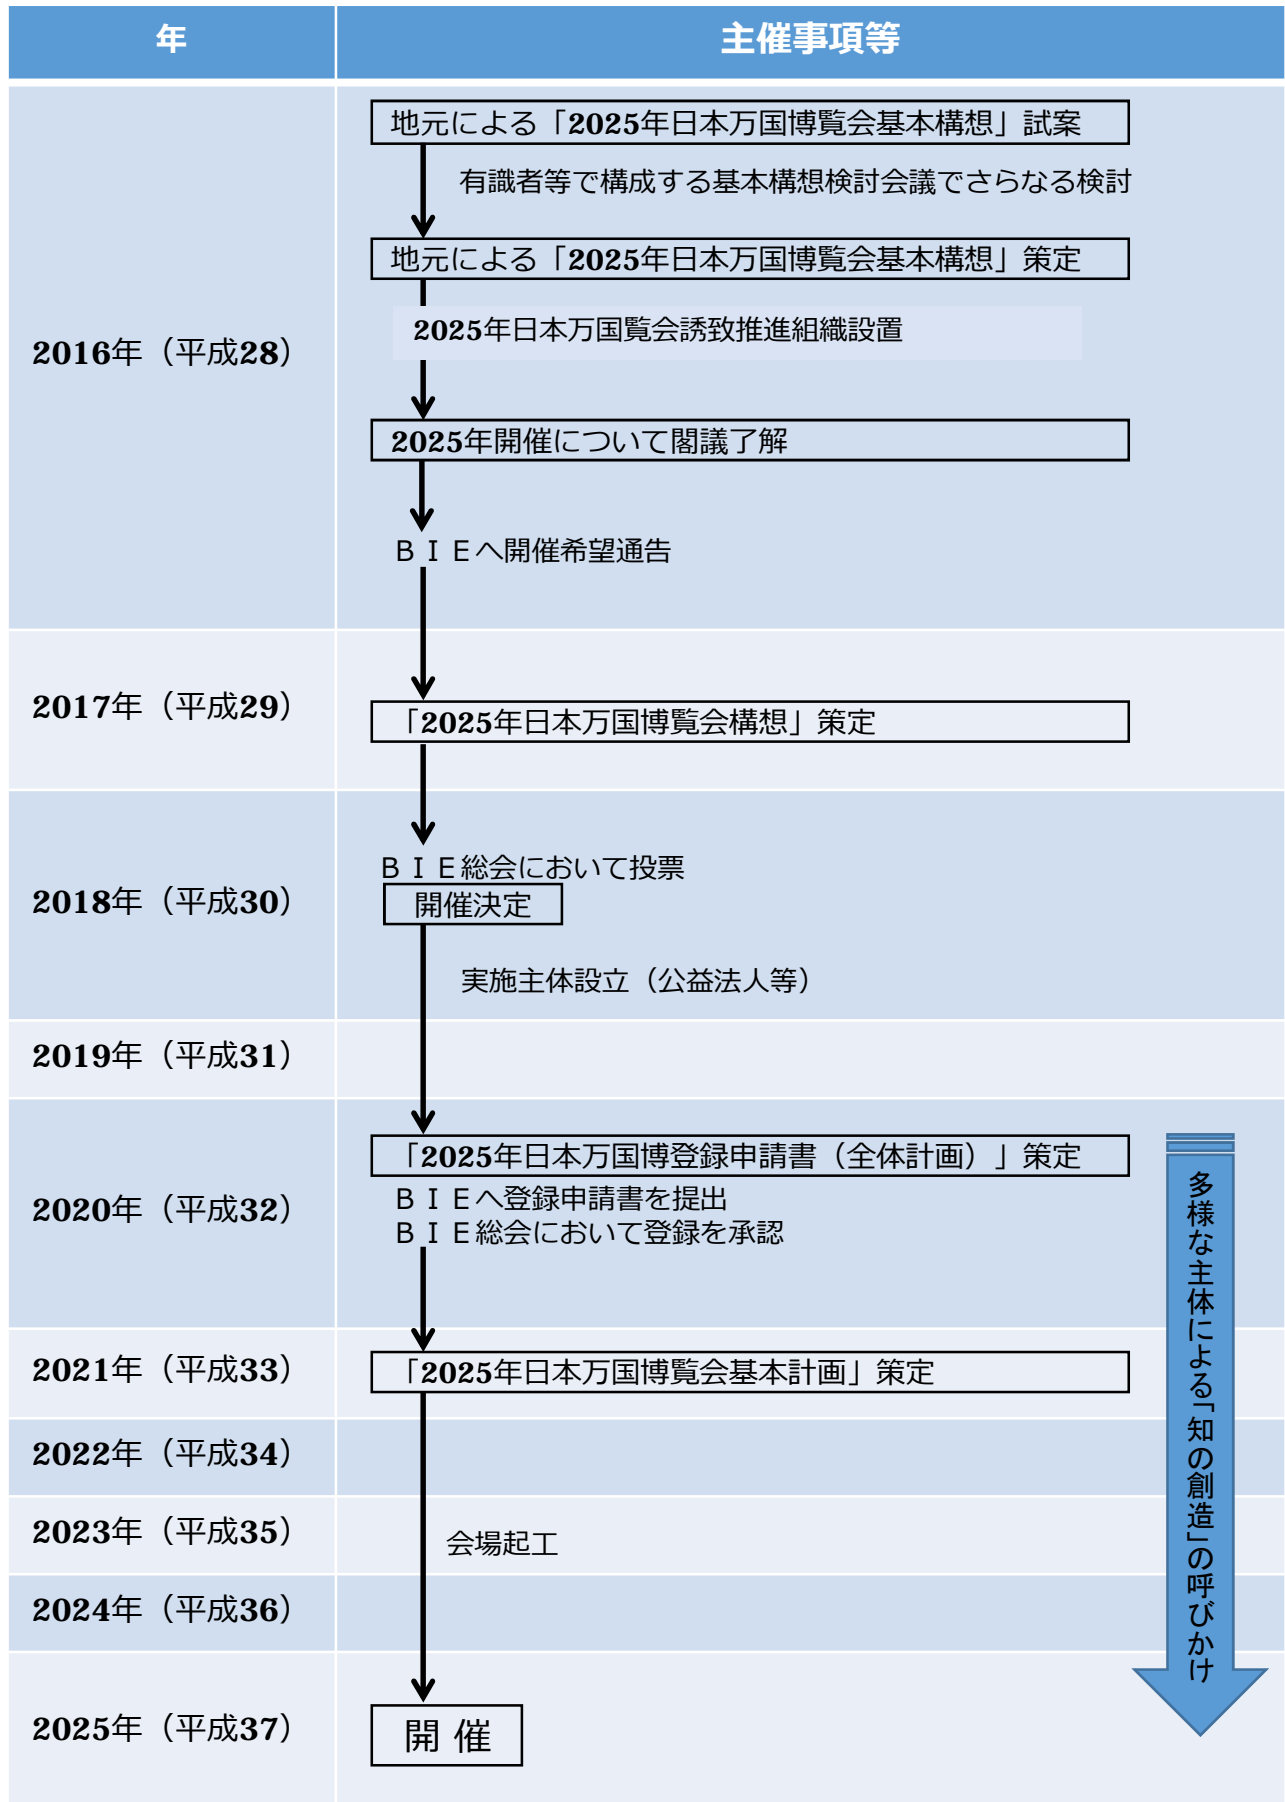 年
主催事項等
2016年（平成28）
地元による「2025年日本万国博覧会基本構想」試案
有識者等で構成する基本構想検討会議でさらなる検討
地元による「2025年日本万国博覧会基本構想」策定
2025年日本万国覧会誘致推進組織設置
2025年開催について閣議了解
ＢＩＥへ開催希望通告
2017年（平成29）
「2025年日本万国博覧会構想」策定
2018年（平成30）
ＢＩＥ総会において投票
開催決定
実施主体設立（公益法人等）
2019年（平成31）
2020年（平成32）
「2025年日本万国博登録申請書（全体計画）」策定
ＢＩＥへ登録申請書を提出
ＢＩＥ総会において登録を承認
2021年（平成33）
「2025年日本万国博覧会基本計画」策定
2022年（平成34）
2023年（平成35）
会場起工
2024年（平成36）
2025年（平成37）
開 催
多様な主体による「知の創造」の呼びかけ